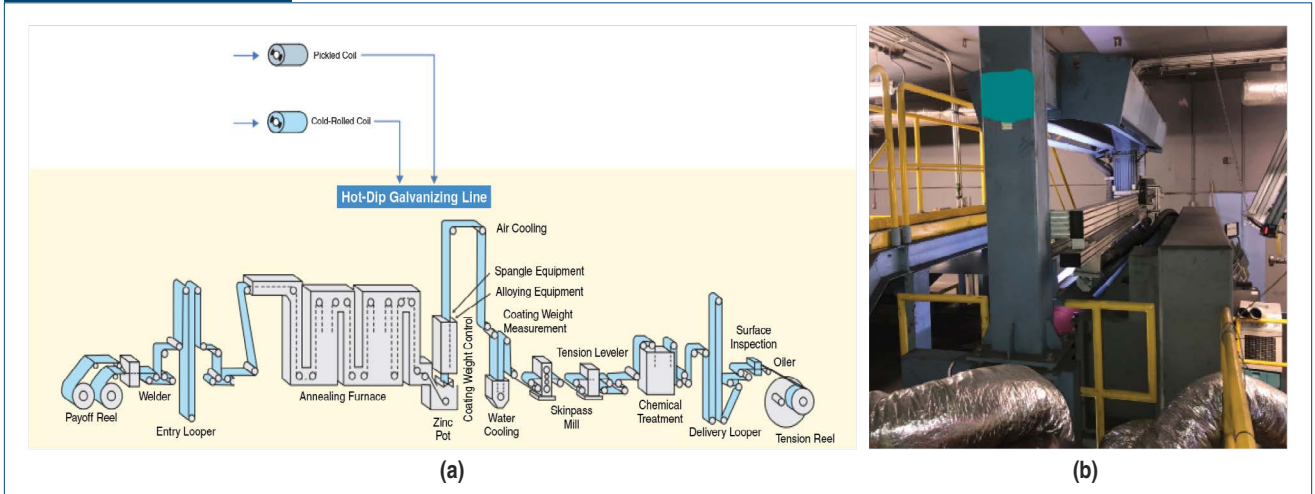 Pickled Coil
Cold-Rolled Coil
Hot-Dip Galvanizing Line
Air Cooling
Spangle Equipment
Alloying Equipment
Coating Weight
Measurement
Coating Weight Control
Tension Leveler
Surface
Inspection
Oiler
Welder
Payoff Reel
Entry Looper
Annealing Furnace
Zinc
Pot
Water
Cooling
Skinpass
Mill
Chemical
Treatment
Delivery Looper
Tension Reel
(a)
(b)